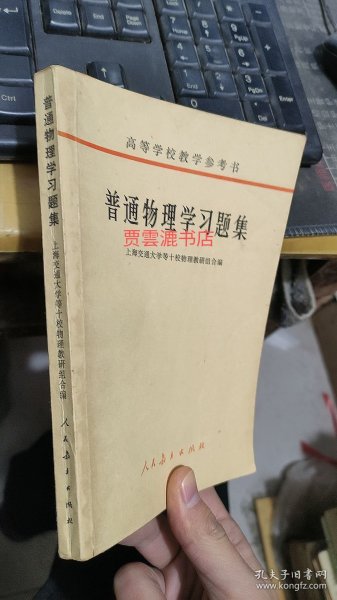 高等学校教学参考书
普通物理学习题集
贾雲漉书店
上海交通大学等十校物理教研组合编
人民教育出版社
普通物理学习题集
上海交通大学等十校物理教研组合编
人民教育出版社
孔夫子旧书网
www.kongfz.com